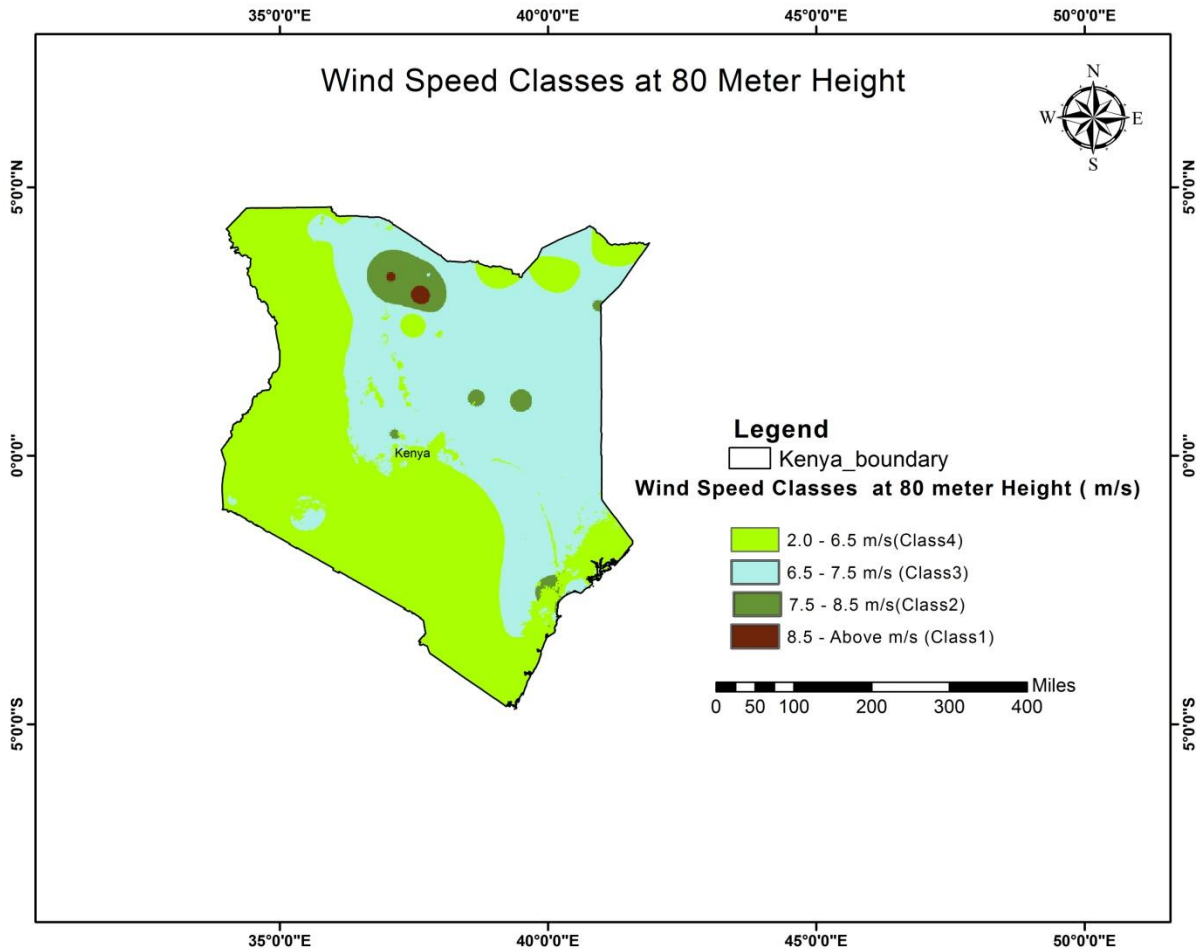 35°0'0"E 40°0'0"E 45°0'0"E 50°0'0"E
Wind Speed Classes at 80 Meter Height
N
W E
S
5°0'0"N 5°0'0"N
Kenya
0°0'0" 0°0'0"
Legend
Kenya_boundary
Wind Speed Classes at 80 meter Height ( m/s)
2.0 - 6.5 m/s(Class4)
6.5 - 7.5 m/s (Class3)
7.5 - 8.5 m/s(Class2)
8.5 - Above m/s (Class1)
Miles
0 50 100 200 300 400
5°0'0"S 5°0'0"S
35°0'0"E 40°0'0"E 45°0'0"E 50°0'0"E